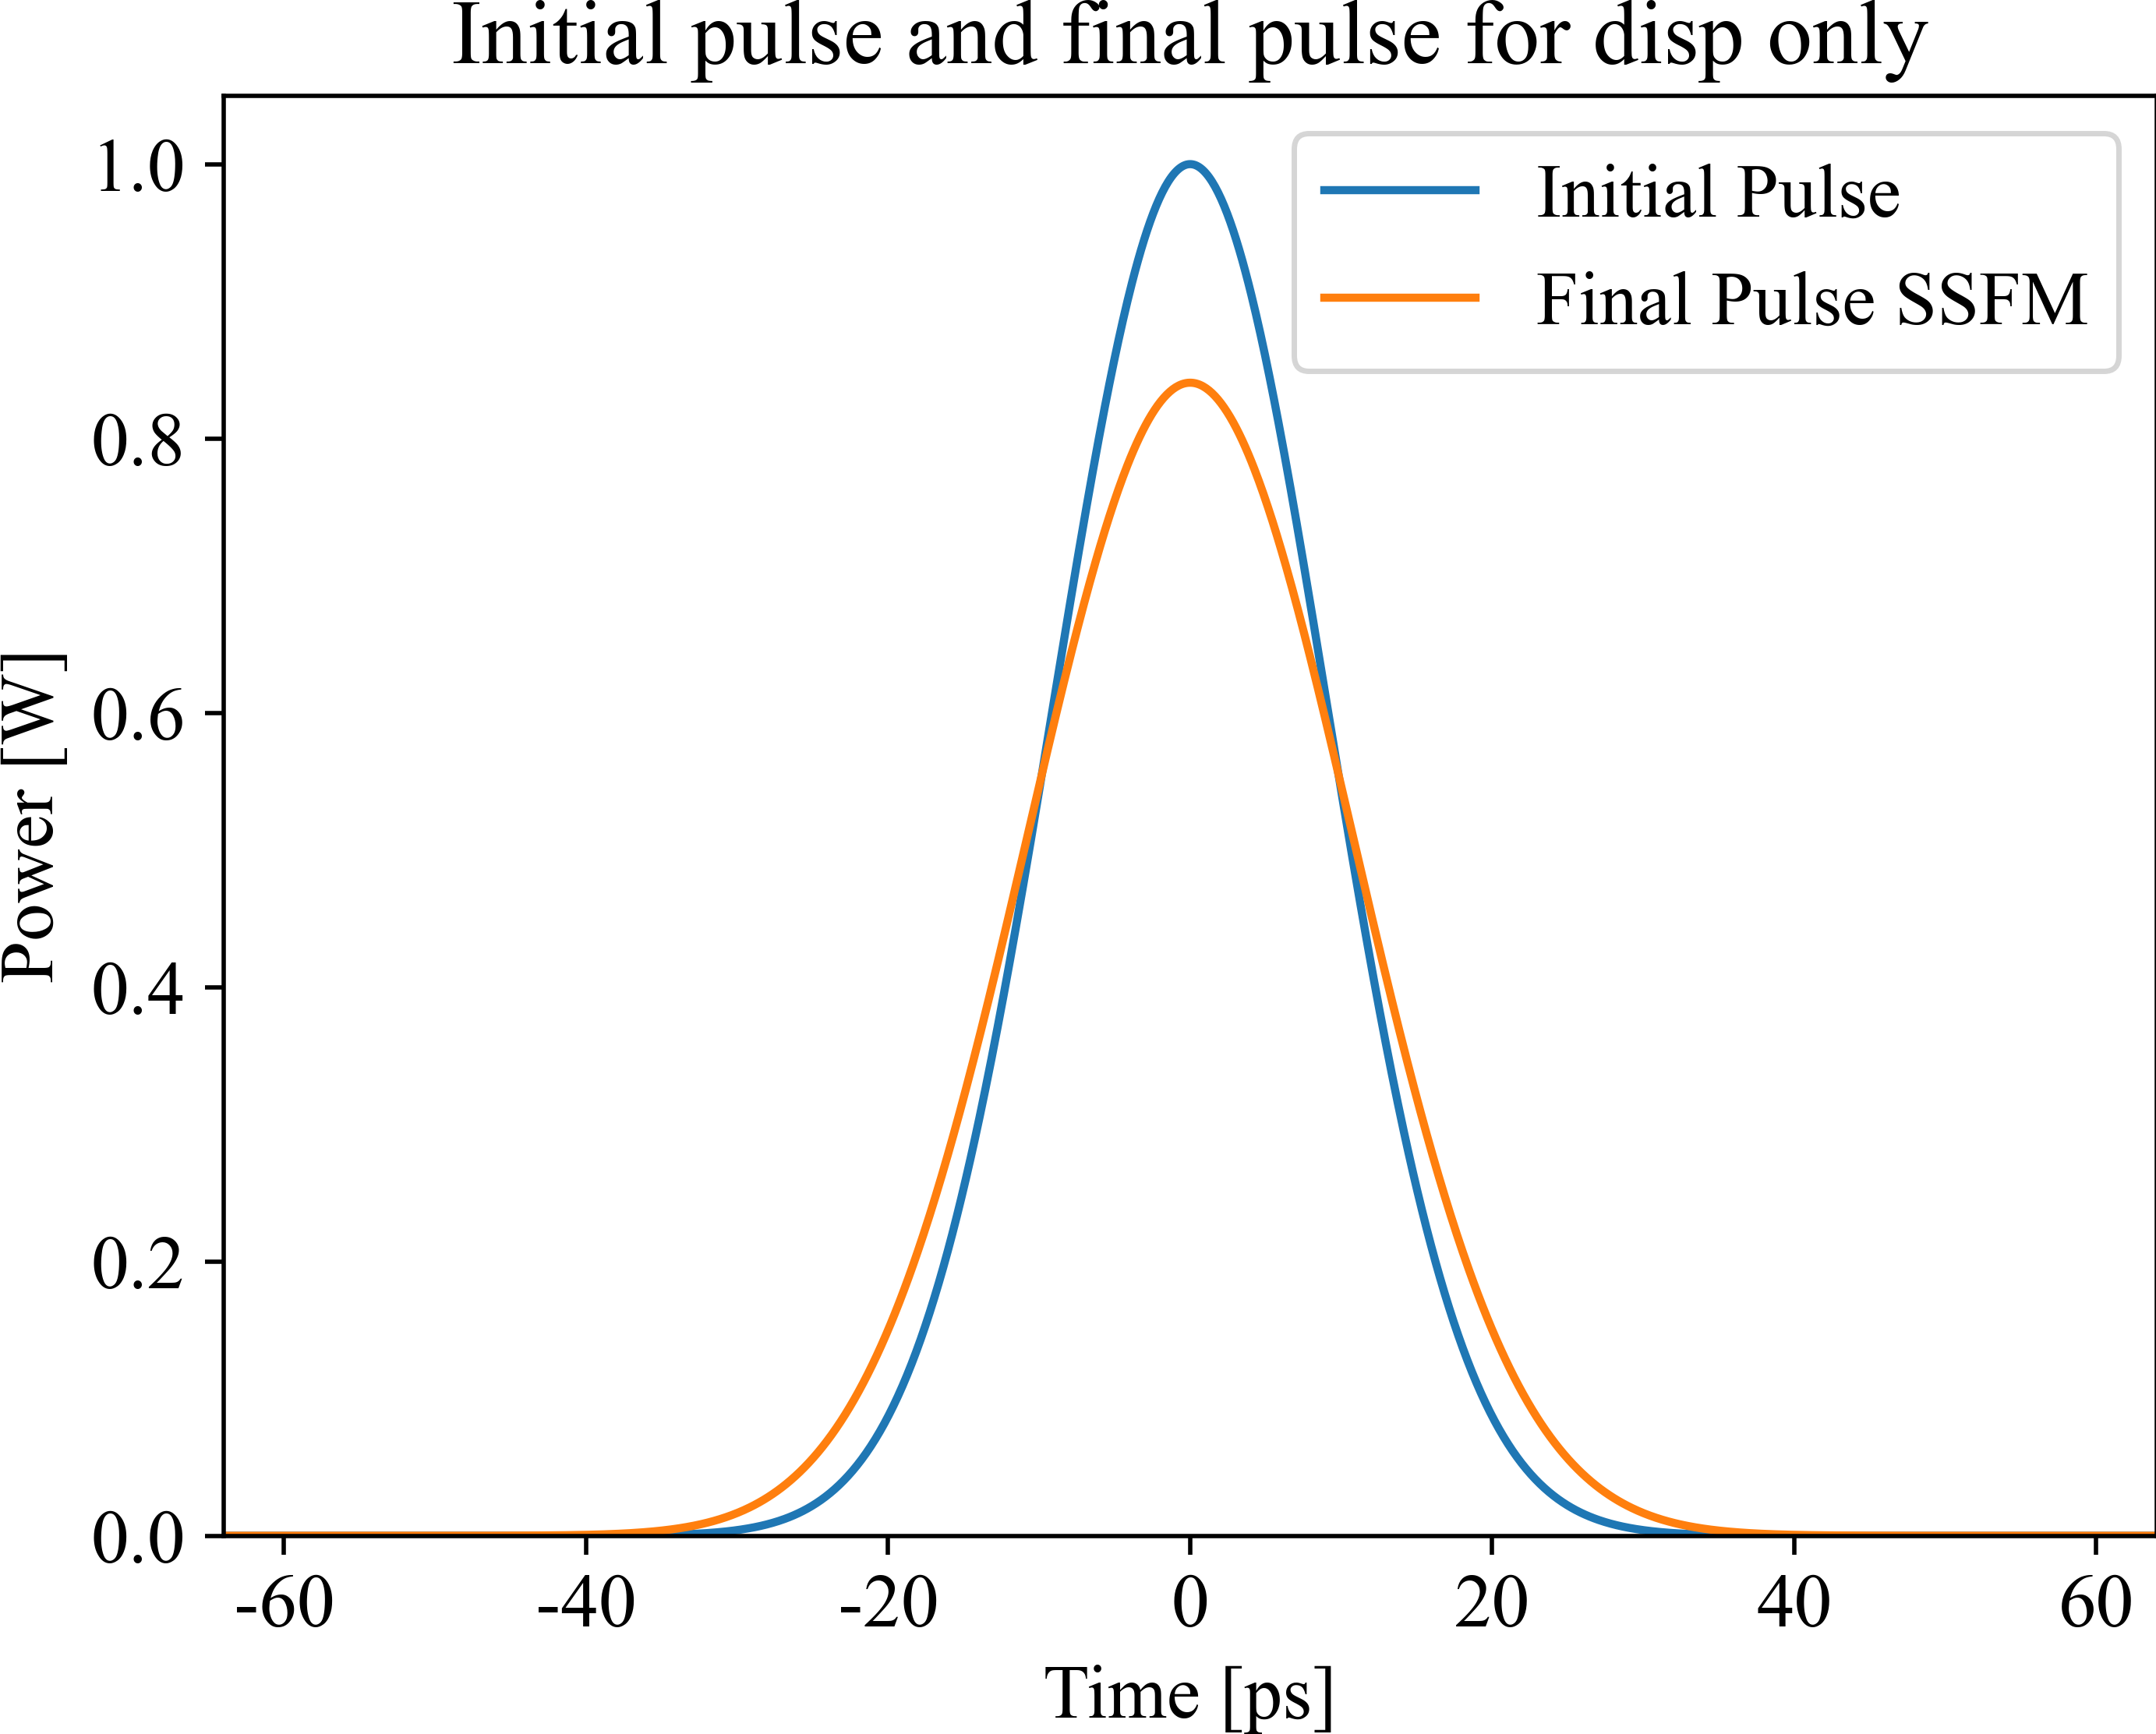 Initial pulse and final pulse for disp only
Initial Pulse
Final Pulse SSFM
1.0
0.8
0.6
0.4
0.2
0.0
Power [W]
-60 -40 -20 0 20 40 60
Time [ps]